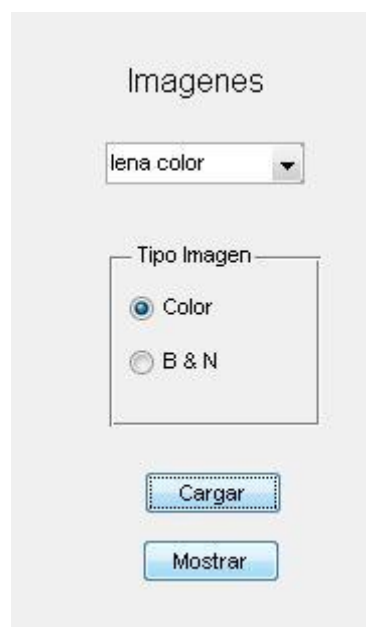 Imagenes
lena color
Tipo Imagen
Color
B & N
Cargar
Mostrar